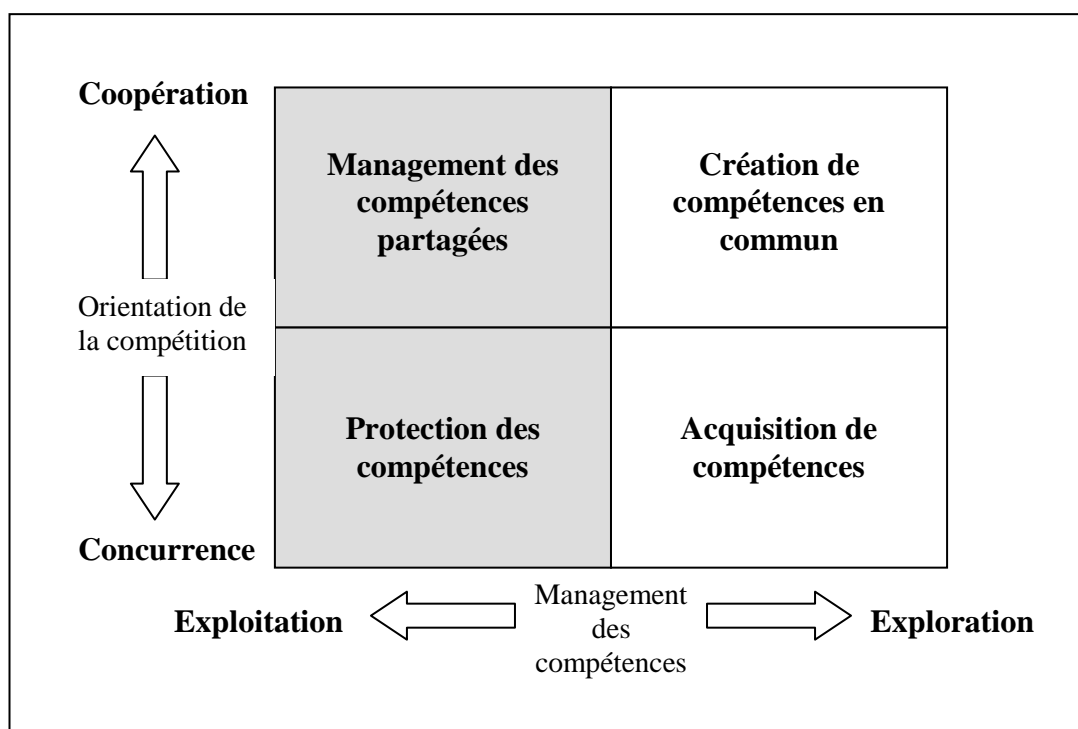 Coopération
Management des
compétences
partagées
Création de
compétences en
commun
Orientation de
la compétition
Protection des
compétences
Acquisition de
compétences
Concurrence
Exploitation
Management
des
compétences
Exploration